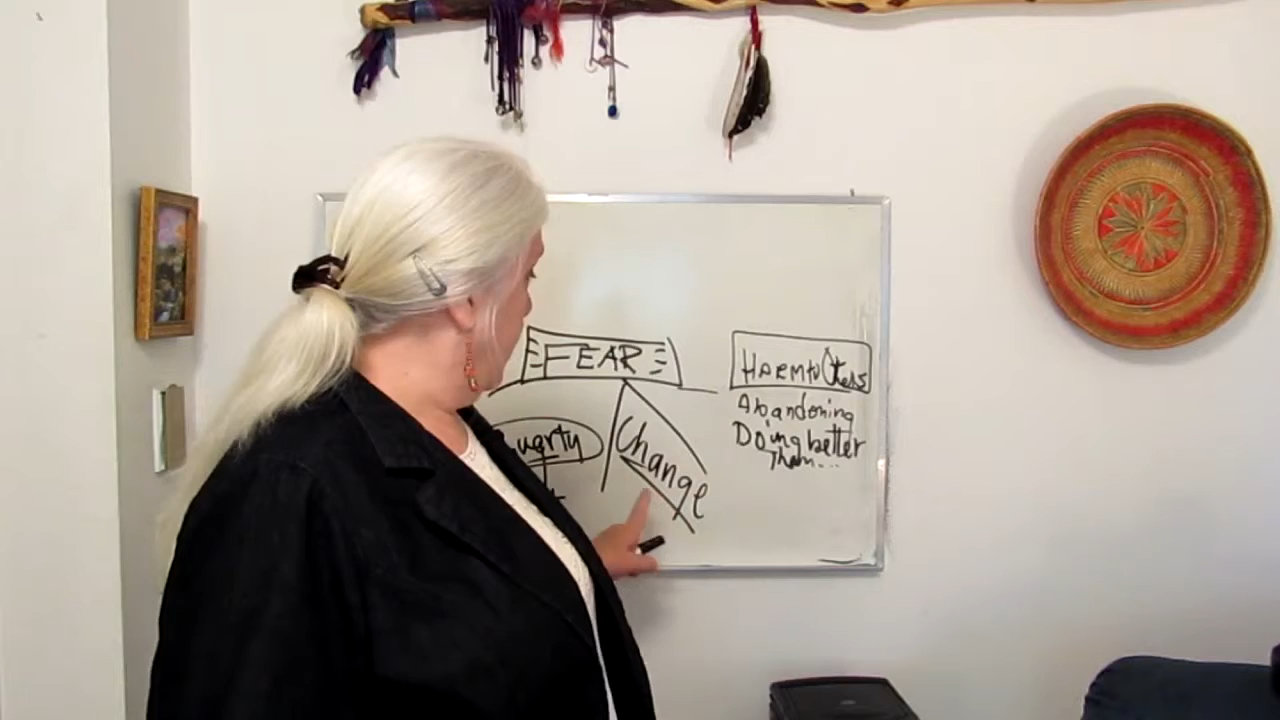 FEAR
Change
Harm to Others
Abandoning
Doing better
Than...